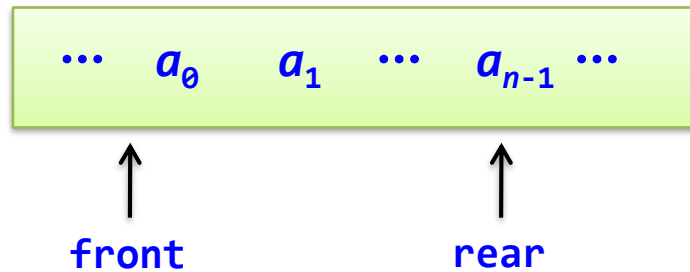 … a₀ a₁ … aₙ₋₁ …
front rear